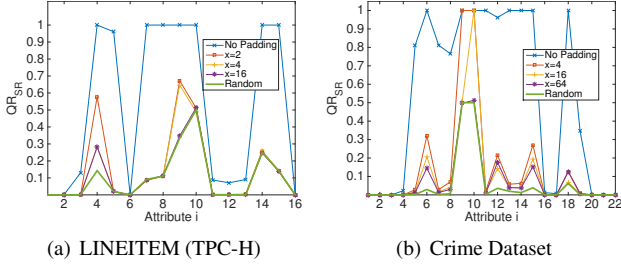 1
0.9
0.8
0.7
0.6
0.5
0.4
0.3
0.2
0.1
QR_SR
No Padding
x=2
x=4
x=16
Random
2 4 6 8 10 12 14 16
Attribute i
(a) LINEITEM (TPC-H)
1
0.9
0.8
0.7
0.6
0.5
0.4
0.3
0.2
0.1
QR_SR
No Padding
x=4
x=16
x=64
Random
2 4 6 8 10 12 14 16 18 20 22
Attribute i
(b) Crime Dataset